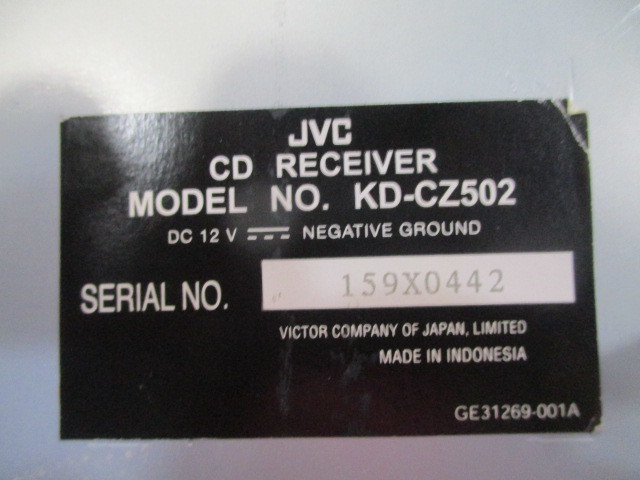 JVC
CD RECEIVER
MODEL NO. KD-CZ502
DC 12 V NEGATIVE GROUND
SERIAL NO. 159X0442
VICTOR COMPANY OF JAPAN, LIMITED
MADE IN INDONESIA
GE31269-001A